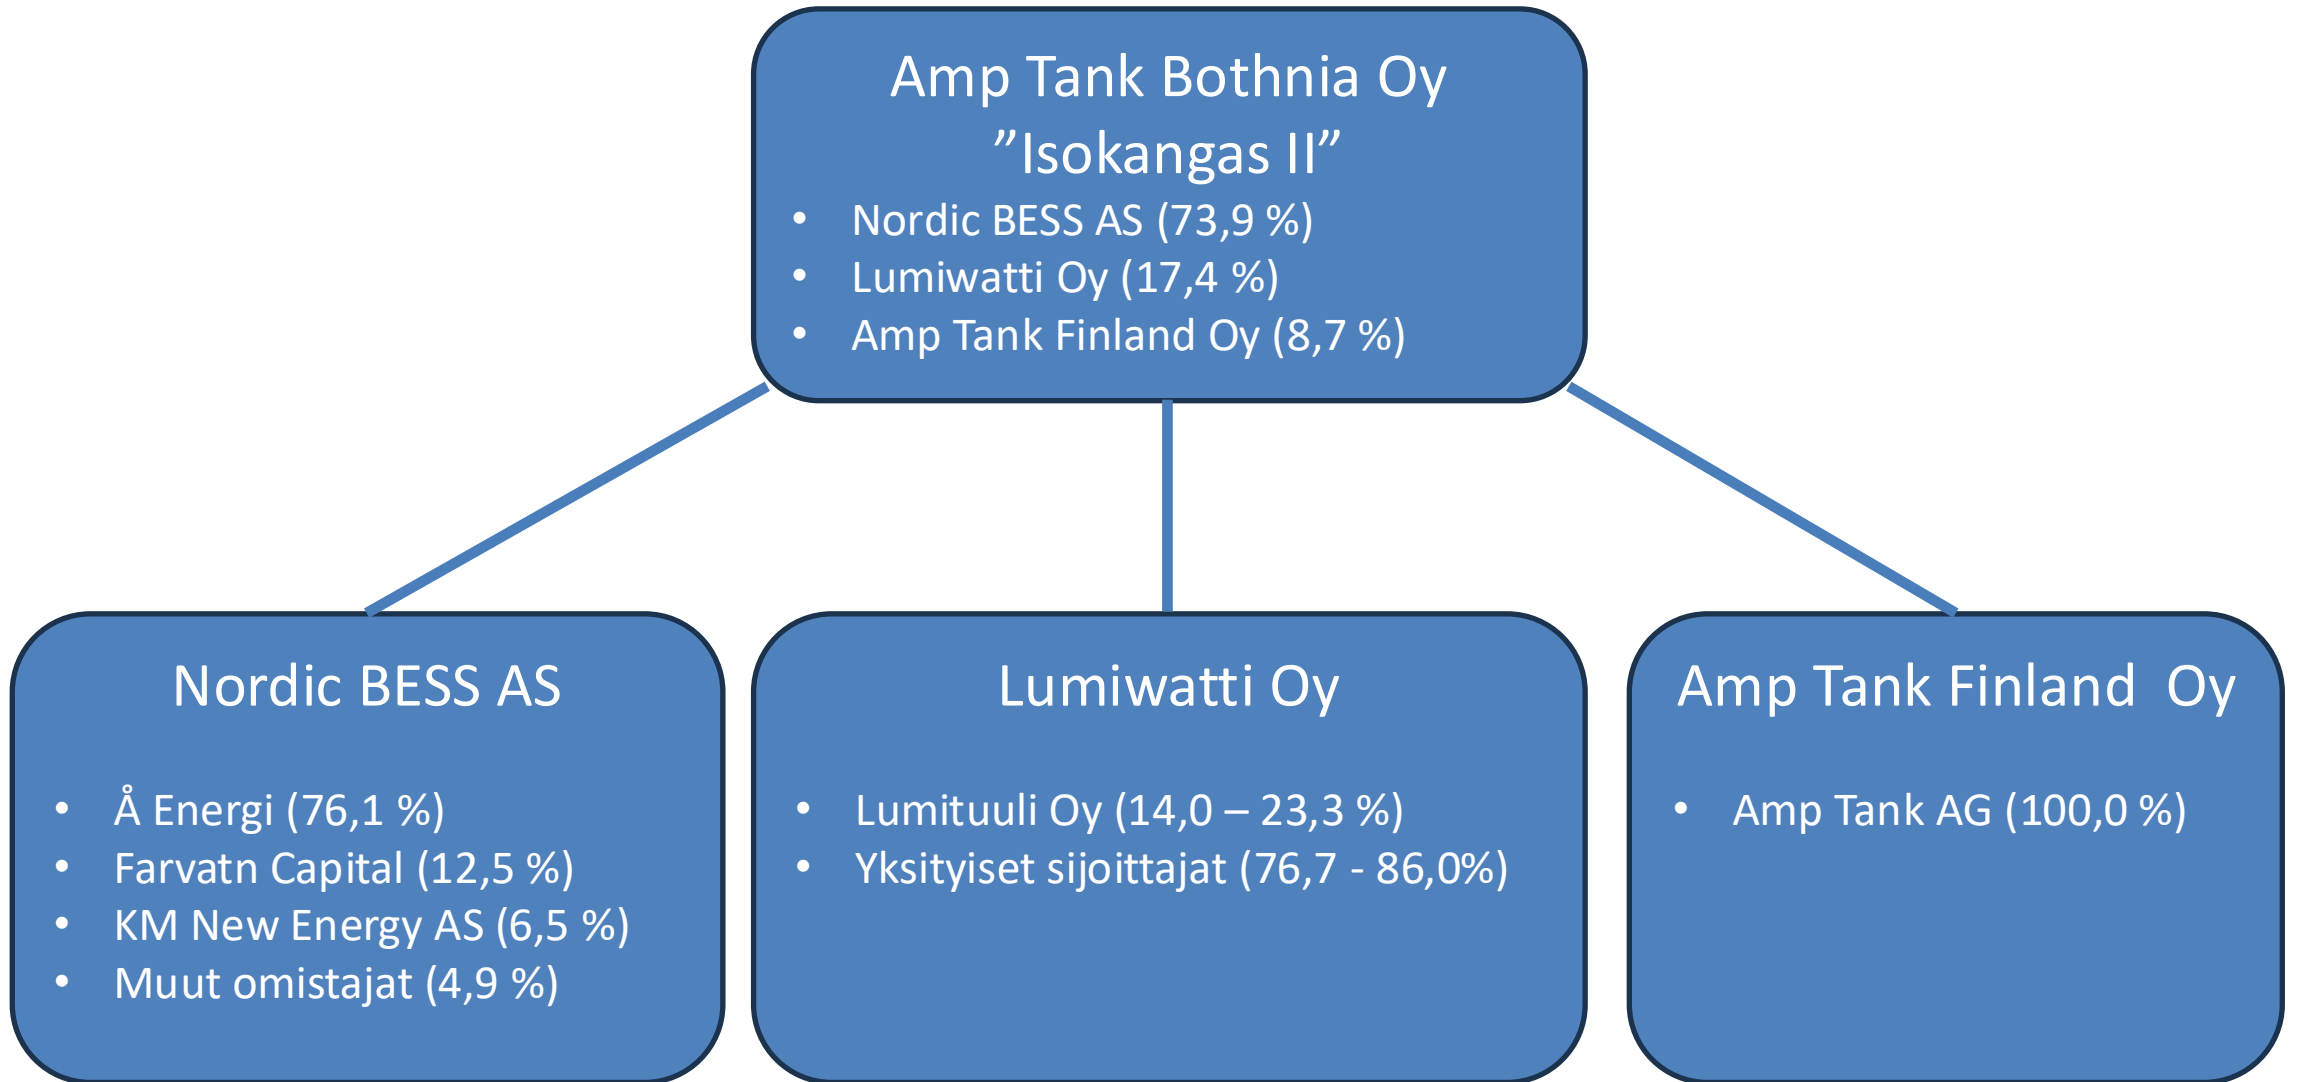 Amp Tank Bothnia Oy
”Isokangas II”
• Nordic BESS AS (73,9 %)
• Lumiwatti Oy (17,4 %)
• Amp Tank Finland Oy (8,7 %)
Nordic BESS AS
• Å Energi (76,1 %)
• Farvatn Capital (12,5 %)
• KM New Energy AS (6,5 %)
• Muut omistajat (4,9 %)
Lumiwatti Oy
• Lumituuli Oy (14,0 – 23,3 %)
• Yksityiset sijoittajat (76,7 - 86,0%)
Amp Tank Finland  Oy
• Amp Tank AG (100,0 %)